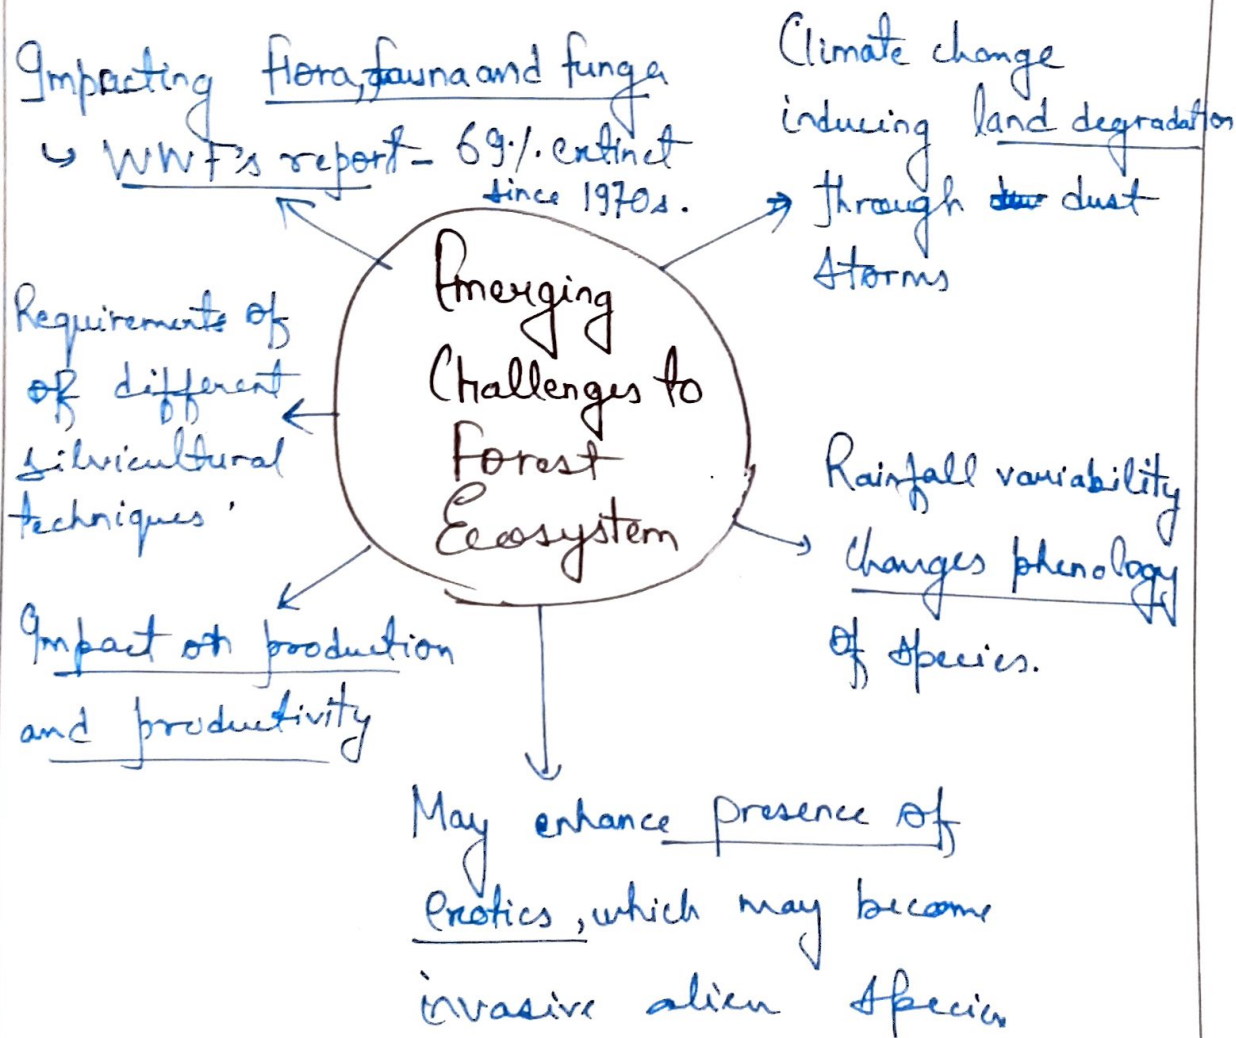 Impacting flora, fauna and funga
↳ WWF's report - 69% extinct
since 1970s.
Climate change
inducing land degradation
through dust
storms
Emerging
Challenges to
Forest
Ecosystem
Requirements of
of different
silvicultural
techniques
Rainfall variability
changes phenology
of species.
Impact on production
and productivity
May enhance presence of
exotics, which may become
invasive alien species